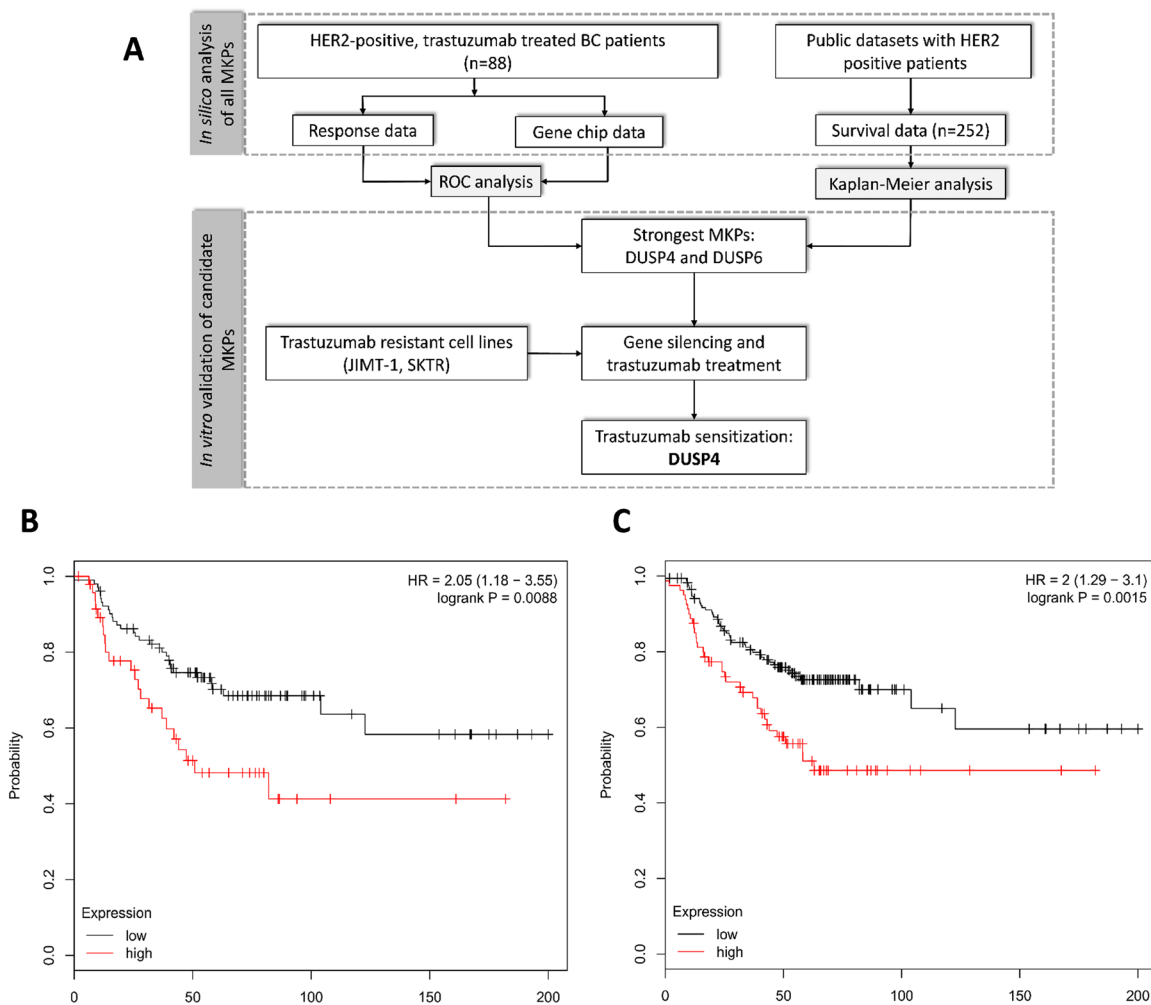 A
In silico analysis
of all MKPs
HER2-positive, trastuzumab treated BC patients
(n=88)
Public datasets with HER2
positive patients
Response data
Gene chip data
Survival data (n=252)
ROC analysis
Kaplan-Meier analysis
In vitro validation of candidate
MKPs
Strongest MKPs:
DUSP4 and DUSP6
Trastuzumab resistant cell lines
(JIMT-1, SKTR)
Gene silencing and
trastuzumab treatment
Trastuzumab sensitization:
DUSP4
B
HR = 2.05 (1.18 − 3.55)
logrank P = 0.0088
Probability
1.0
0.8
0.6
0.4
0.2
0.0
Expression
low
high
0
50
100
150
200
C
HR = 2 (1.29 − 3.1)
logrank P = 0.0015
Probability
1.0
0.8
0.6
0.4
0.2
0.0
Expression
low
high
0
50
100
150
200